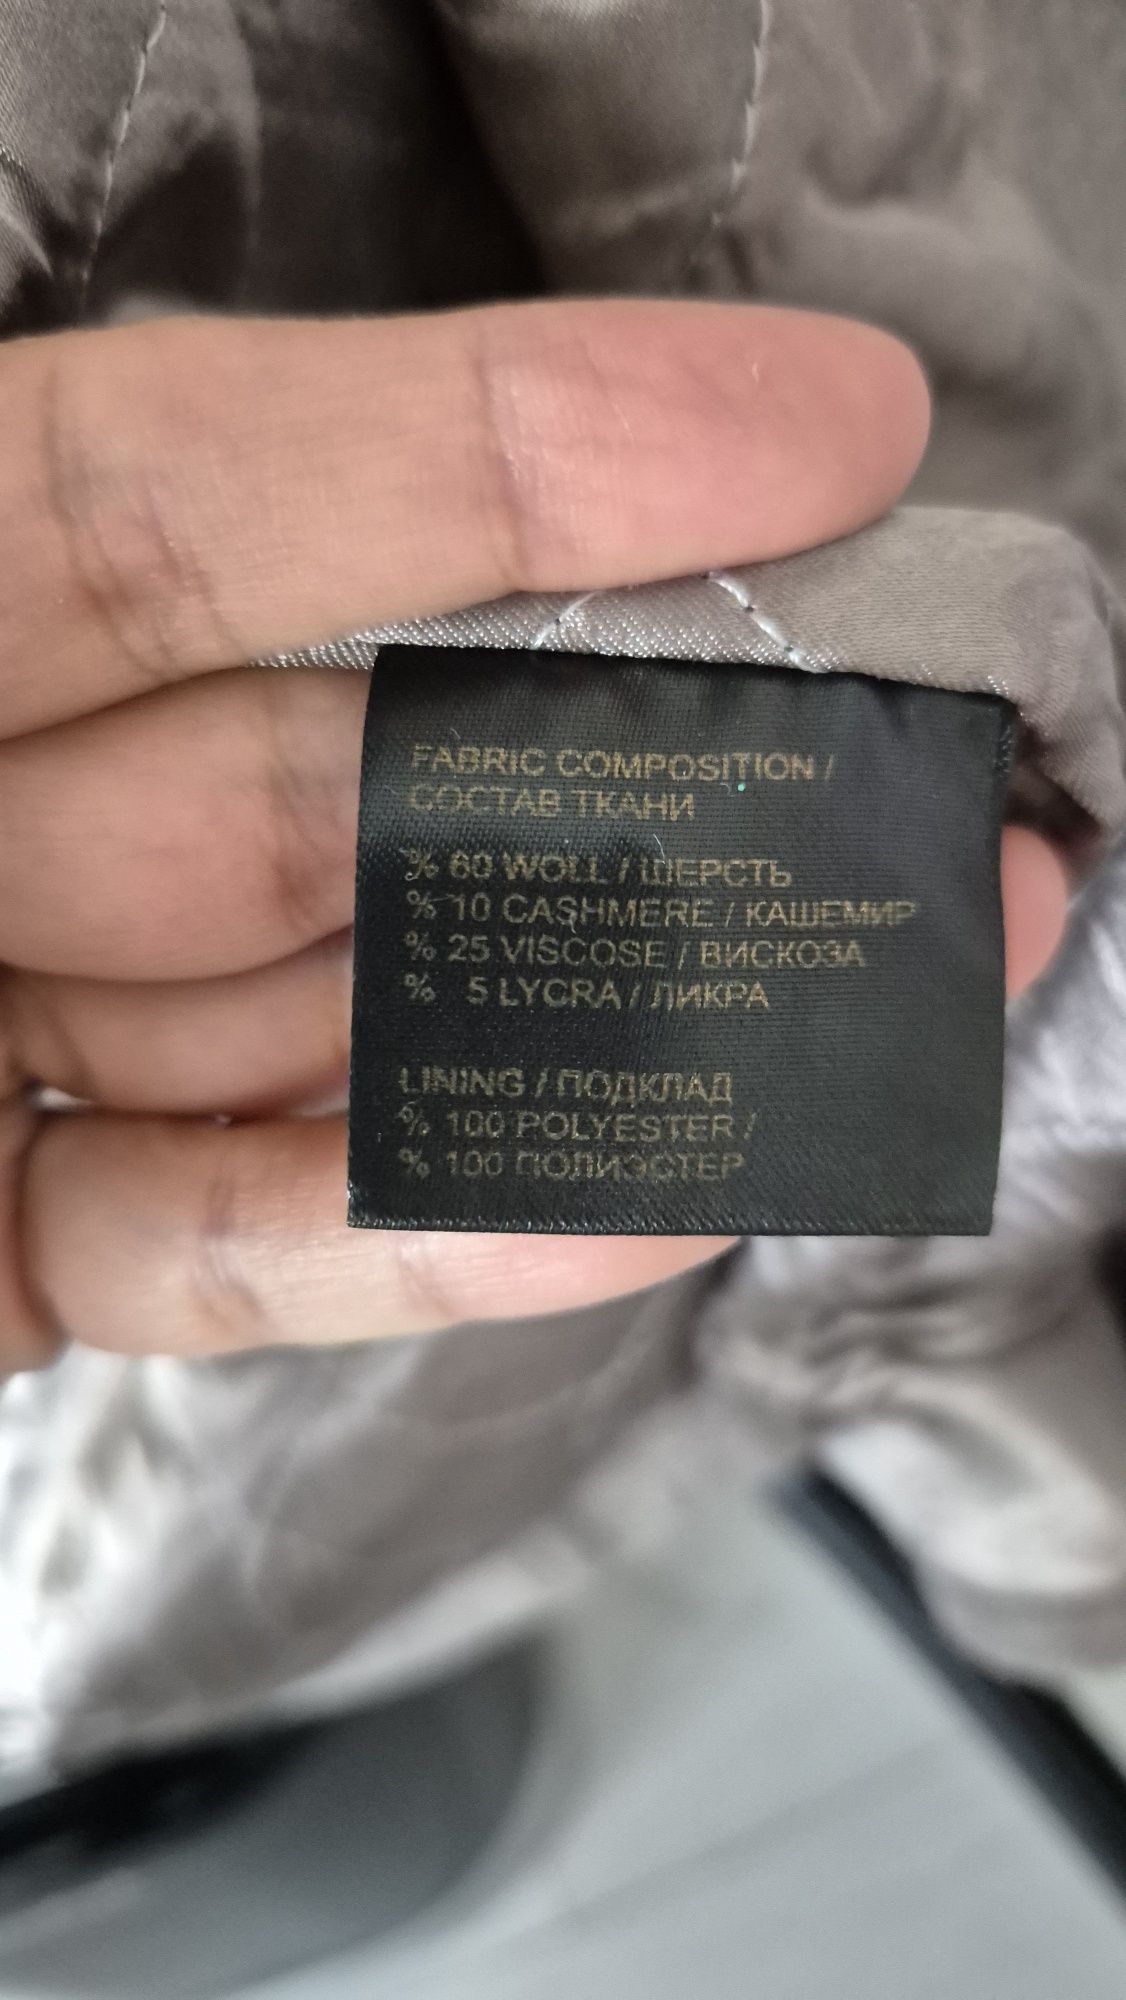 FABRIC COMPOSITION /
СОСТАВ ТКАНИ
% 60 WOLL / ШЕРСТЬ
% 10 CASHMERE / КАШЕМИР
% 25 VISCOSE / ВИСКОЗА
% 5 LYCRA / ЛИКРА
LINING / ПОДКЛАД
% 100 POLYESTER /
% 100 ПОЛИЭСТЕР